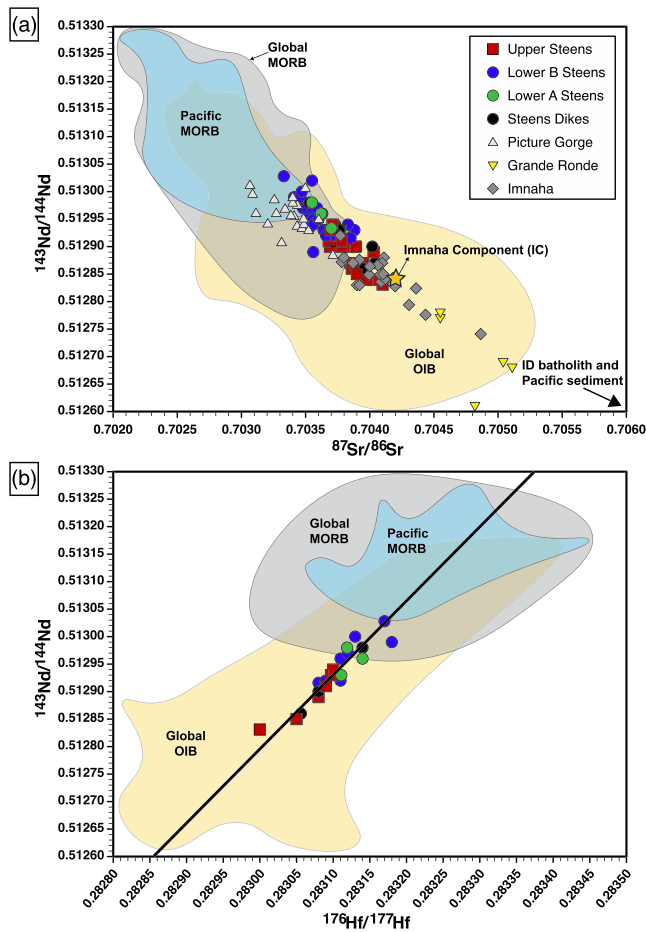 (a)
0.51330
0.51320
0.51315
0.51310
0.51305
0.51300
0.51295
0.51290
0.51285
0.51280
0.51275
0.51270
0.51265
0.51260
143Nd/144Nd
Global
MORB
Pacific
MORB
Upper Steens
Lower B Steens
Lower A Steens
Steens Dikes
Picture Gorge
Grande Ronde
Imnaha
Imnaha Component (IC)
Global
OIB
ID batholith and
Pacific sediment
0.7020 0.7025 0.7030 0.7035 0.7040 0.7045 0.7050 0.7055 0.7060
87Sr/86Sr
(b)
0.51330
0.51320
0.51315
0.51310
0.51305
0.51300
0.51295
0.51290
0.51285
0.51280
0.51275
0.51270
0.51265
0.51260
143Nd/144Nd
Global
MORB
Pacific
MORB
Global
OIB
0.28280 0.28285 0.28290 0.28295 0.28300 0.28305 0.28310 0.28315 0.28320 0.28325 0.28330 0.28335 0.28340 0.28345 0.28350
176Hf/177Hf